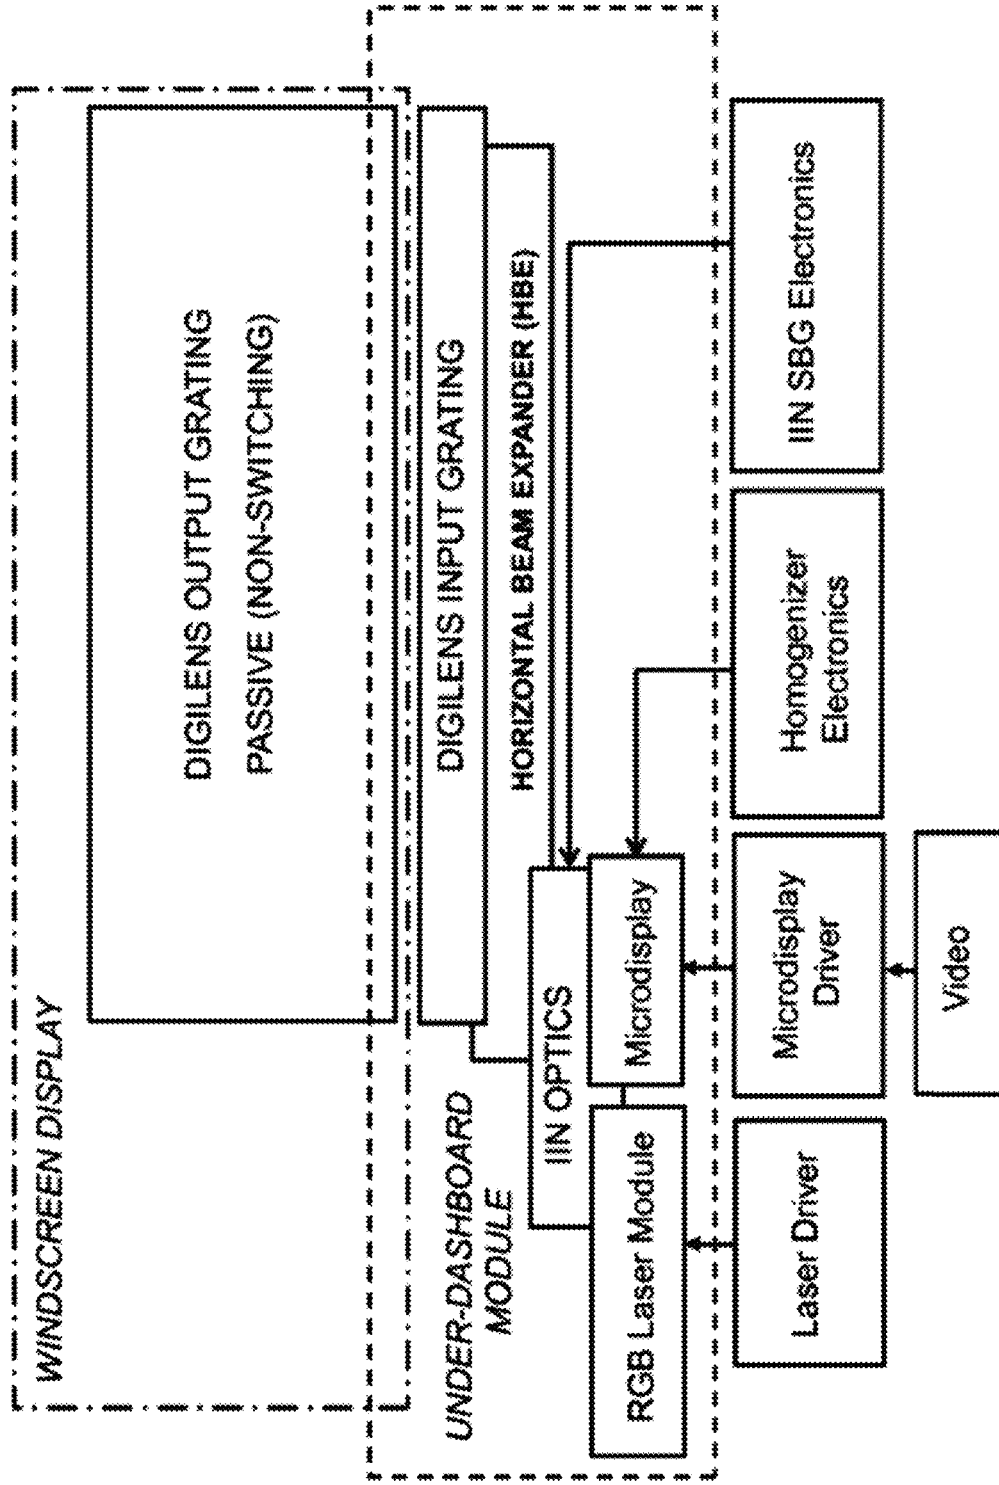 WINDSCREEN DISPLAY
DIGILENS OUTPUT GRATING
PASSIVE (NON-SWITCHING)
UNDER-DASHBOARD
MODULE
DIGILENS INPUT GRATING
HORIZONTAL BEAM EXPANDER (HBE)
IIN OPTICS
RGB Laser Module
Microdisplay
Laser Driver
Microdisplay
Driver
Homogenizer
Electronics
IIN SBG Electronics
Video